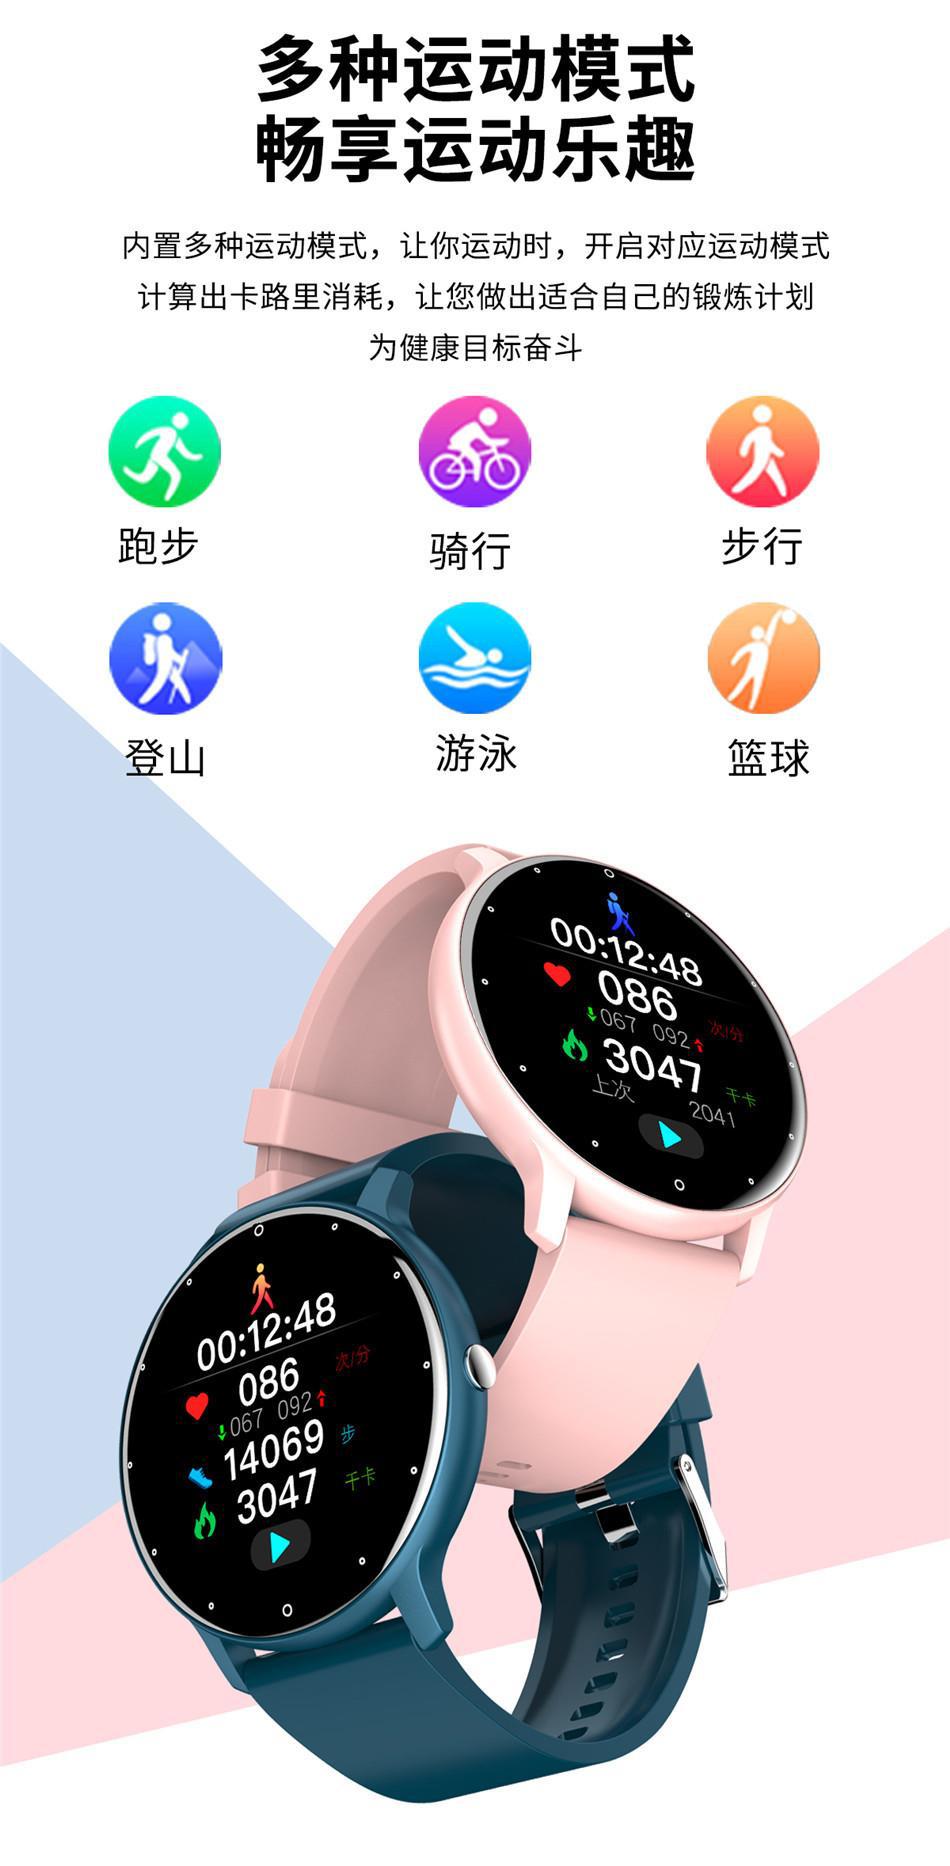 多种运动模式
畅享运动乐趣
内置多种运动模式，让你运动时，开启对应运动模式
计算出卡路里消耗，让您做出适合自己的锻炼计划
为健康目标奋斗
跑步
骑行
步行
登山
游泳
篮球
00:12:48
086
次/分
067 092
3047
千卡
上次
2041
00:12:48
086
次/分
067 092
14069
步
3047
千卡